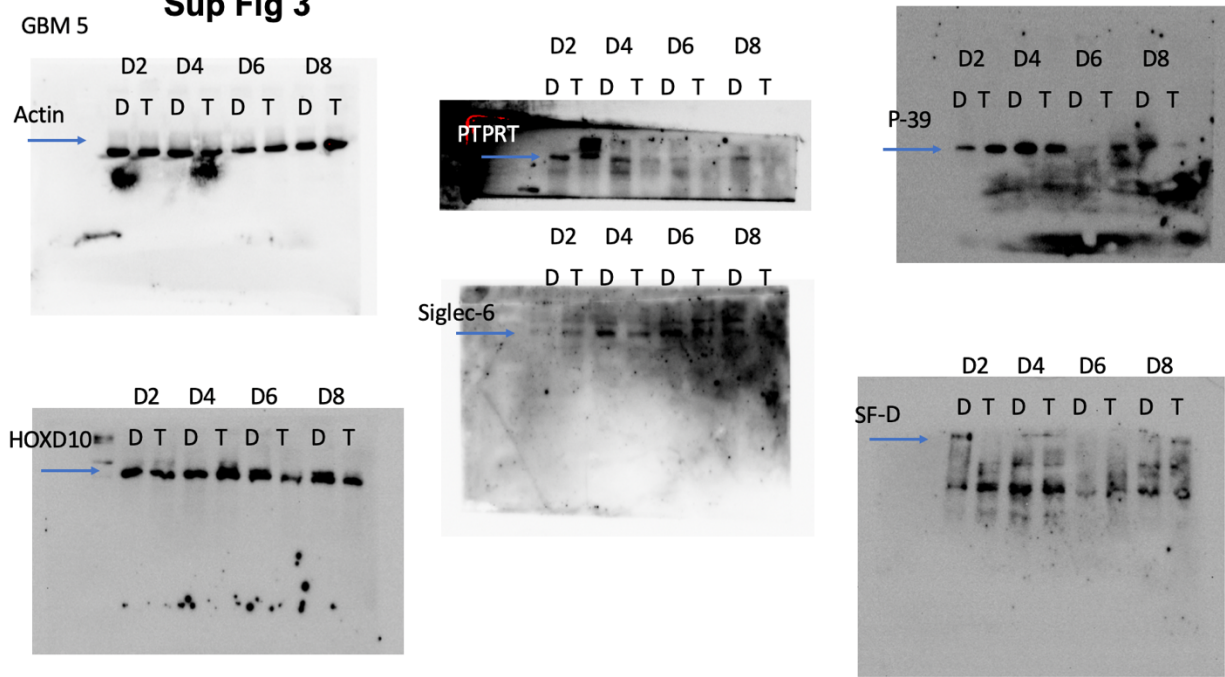 Sup Fig 3
GBM 5
D2 D4 D6 D8
D T D T D T D T
Actin
D2 D4 D6 D8
D T D T D T D T
PTPRT
D2 D4 D6 D8
D T D T D T D T
P-39
D2 D4 D6 D8
D T D T D T D T
Siglec-6
D2 D4 D6 D8
D T D T D T D T
HOXD10
D2 D4 D6 D8
D T D T D T D T
SF-D